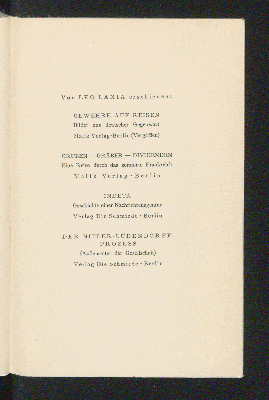 Von LEO LANIA erschienen:
GEWEHRE AUF REISEN
Bilder aus deutscher Gegenwart
Malik Verlag · Berlin (Vergriffen)
GRUBEN — GRÄBER — DIVIDENDEN
Eine Reise durch das zerstörte Frankreich
Malik Verlag · Berlin
INDETA
Geschichte einer Nachrichtenagentur
Verlag Die Schmiede · Berlin
DER HITLER-LUDENDORFF-
PROZESS
(Außenseiter der Gesellschaft)
Verlag Die Schmiede · Berlin